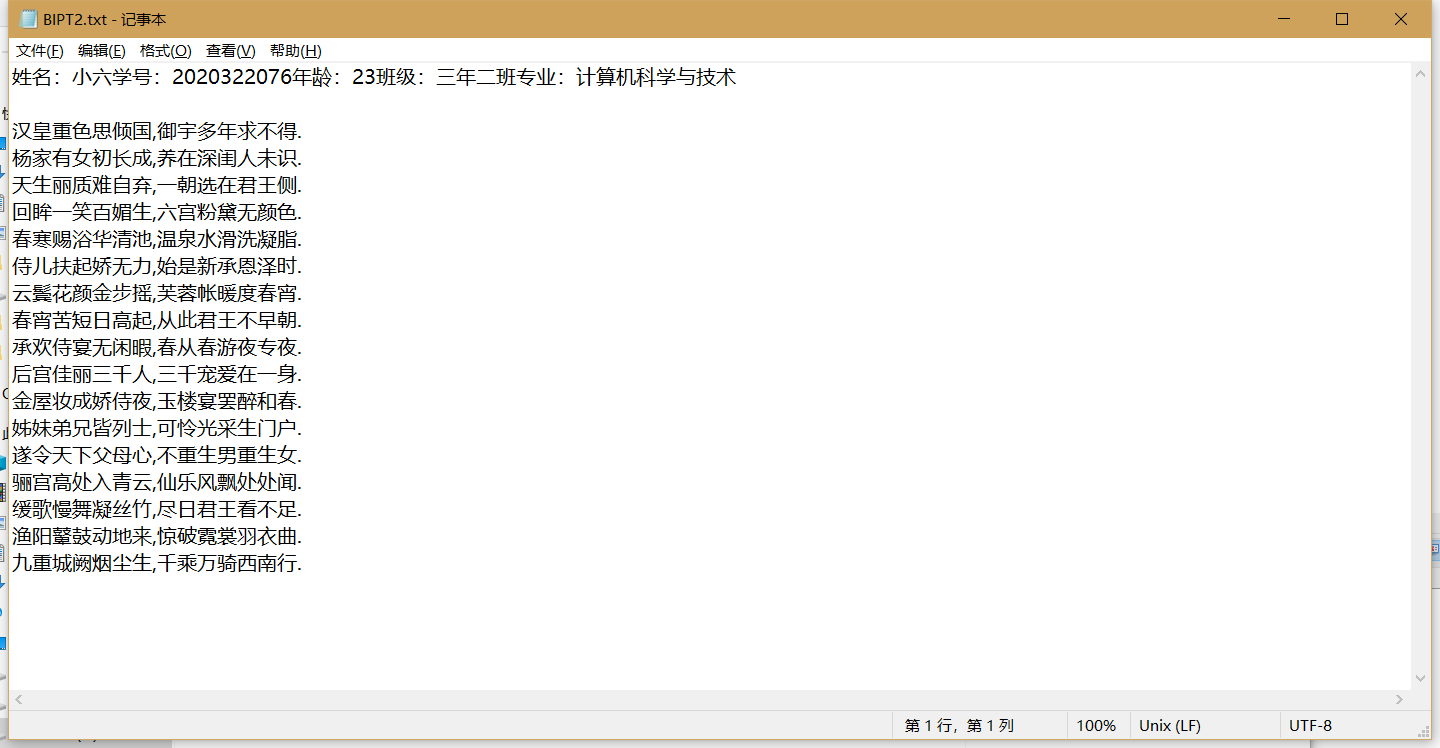 BIPT2.txt - 记事本
文件(F) 编辑(E) 格式(O) 查看(V) 帮助(H)
姓名：小六学号：2020322076年龄：23班级：三年二班专业：计算机科学与技术
汉皇重色思倾国,御宇多年求不得.
杨家有女初长成,养在深闺人未识.
天生丽质难自弃,一朝选在君王侧.
回眸一笑百媚生,六宫粉黛无颜色.
春寒赐浴华清池,温泉水滑洗凝脂.
侍儿扶起娇无力,始是新承恩泽时.
云鬓花颜金步摇,芙蓉帐暖度春宵.
春宵苦短日高起,从此君王不早朝.
承欢侍宴无闲暇,春从春游夜专夜.
后宫佳丽三千人,三千宠爱在一身.
金屋妆成娇侍夜,玉楼宴罢醉和春.
姊妹弟兄皆列士,可怜光采生门户.
遂令天下父母心,不重生男重生女.
骊宫高处入青云,仙乐风飘处处闻.
缓歌慢舞凝丝竹,尽日君王看不足.
渔阳鼙鼓动地来,惊破霓裳羽衣曲.
九重城阙烟尘生,千乘万骑西南行.
第 1 行，第 1 列 100% Unix (LF) UTF-8